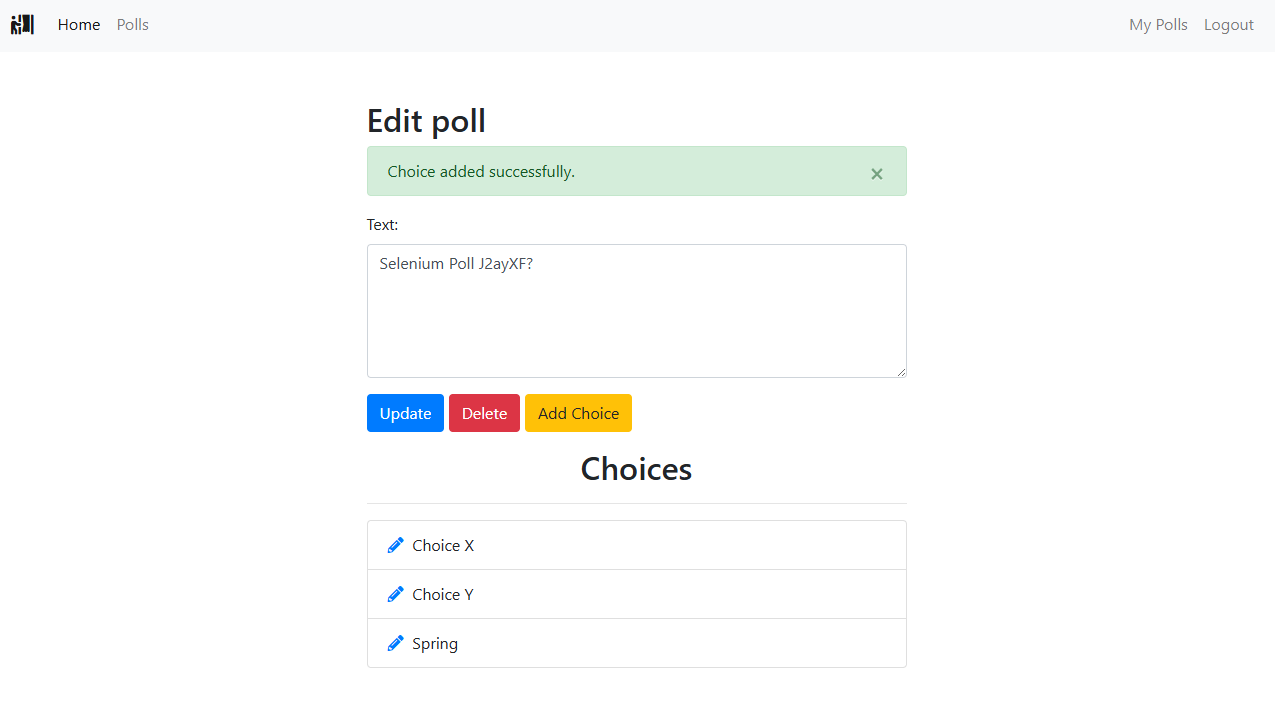 Home Polls My Polls Logout
Edit poll
Choice added successfully. ×
Text:
Selenium Poll J2ayXF?
Update Delete Add Choice
Choices
Choice X
Choice Y
Spring